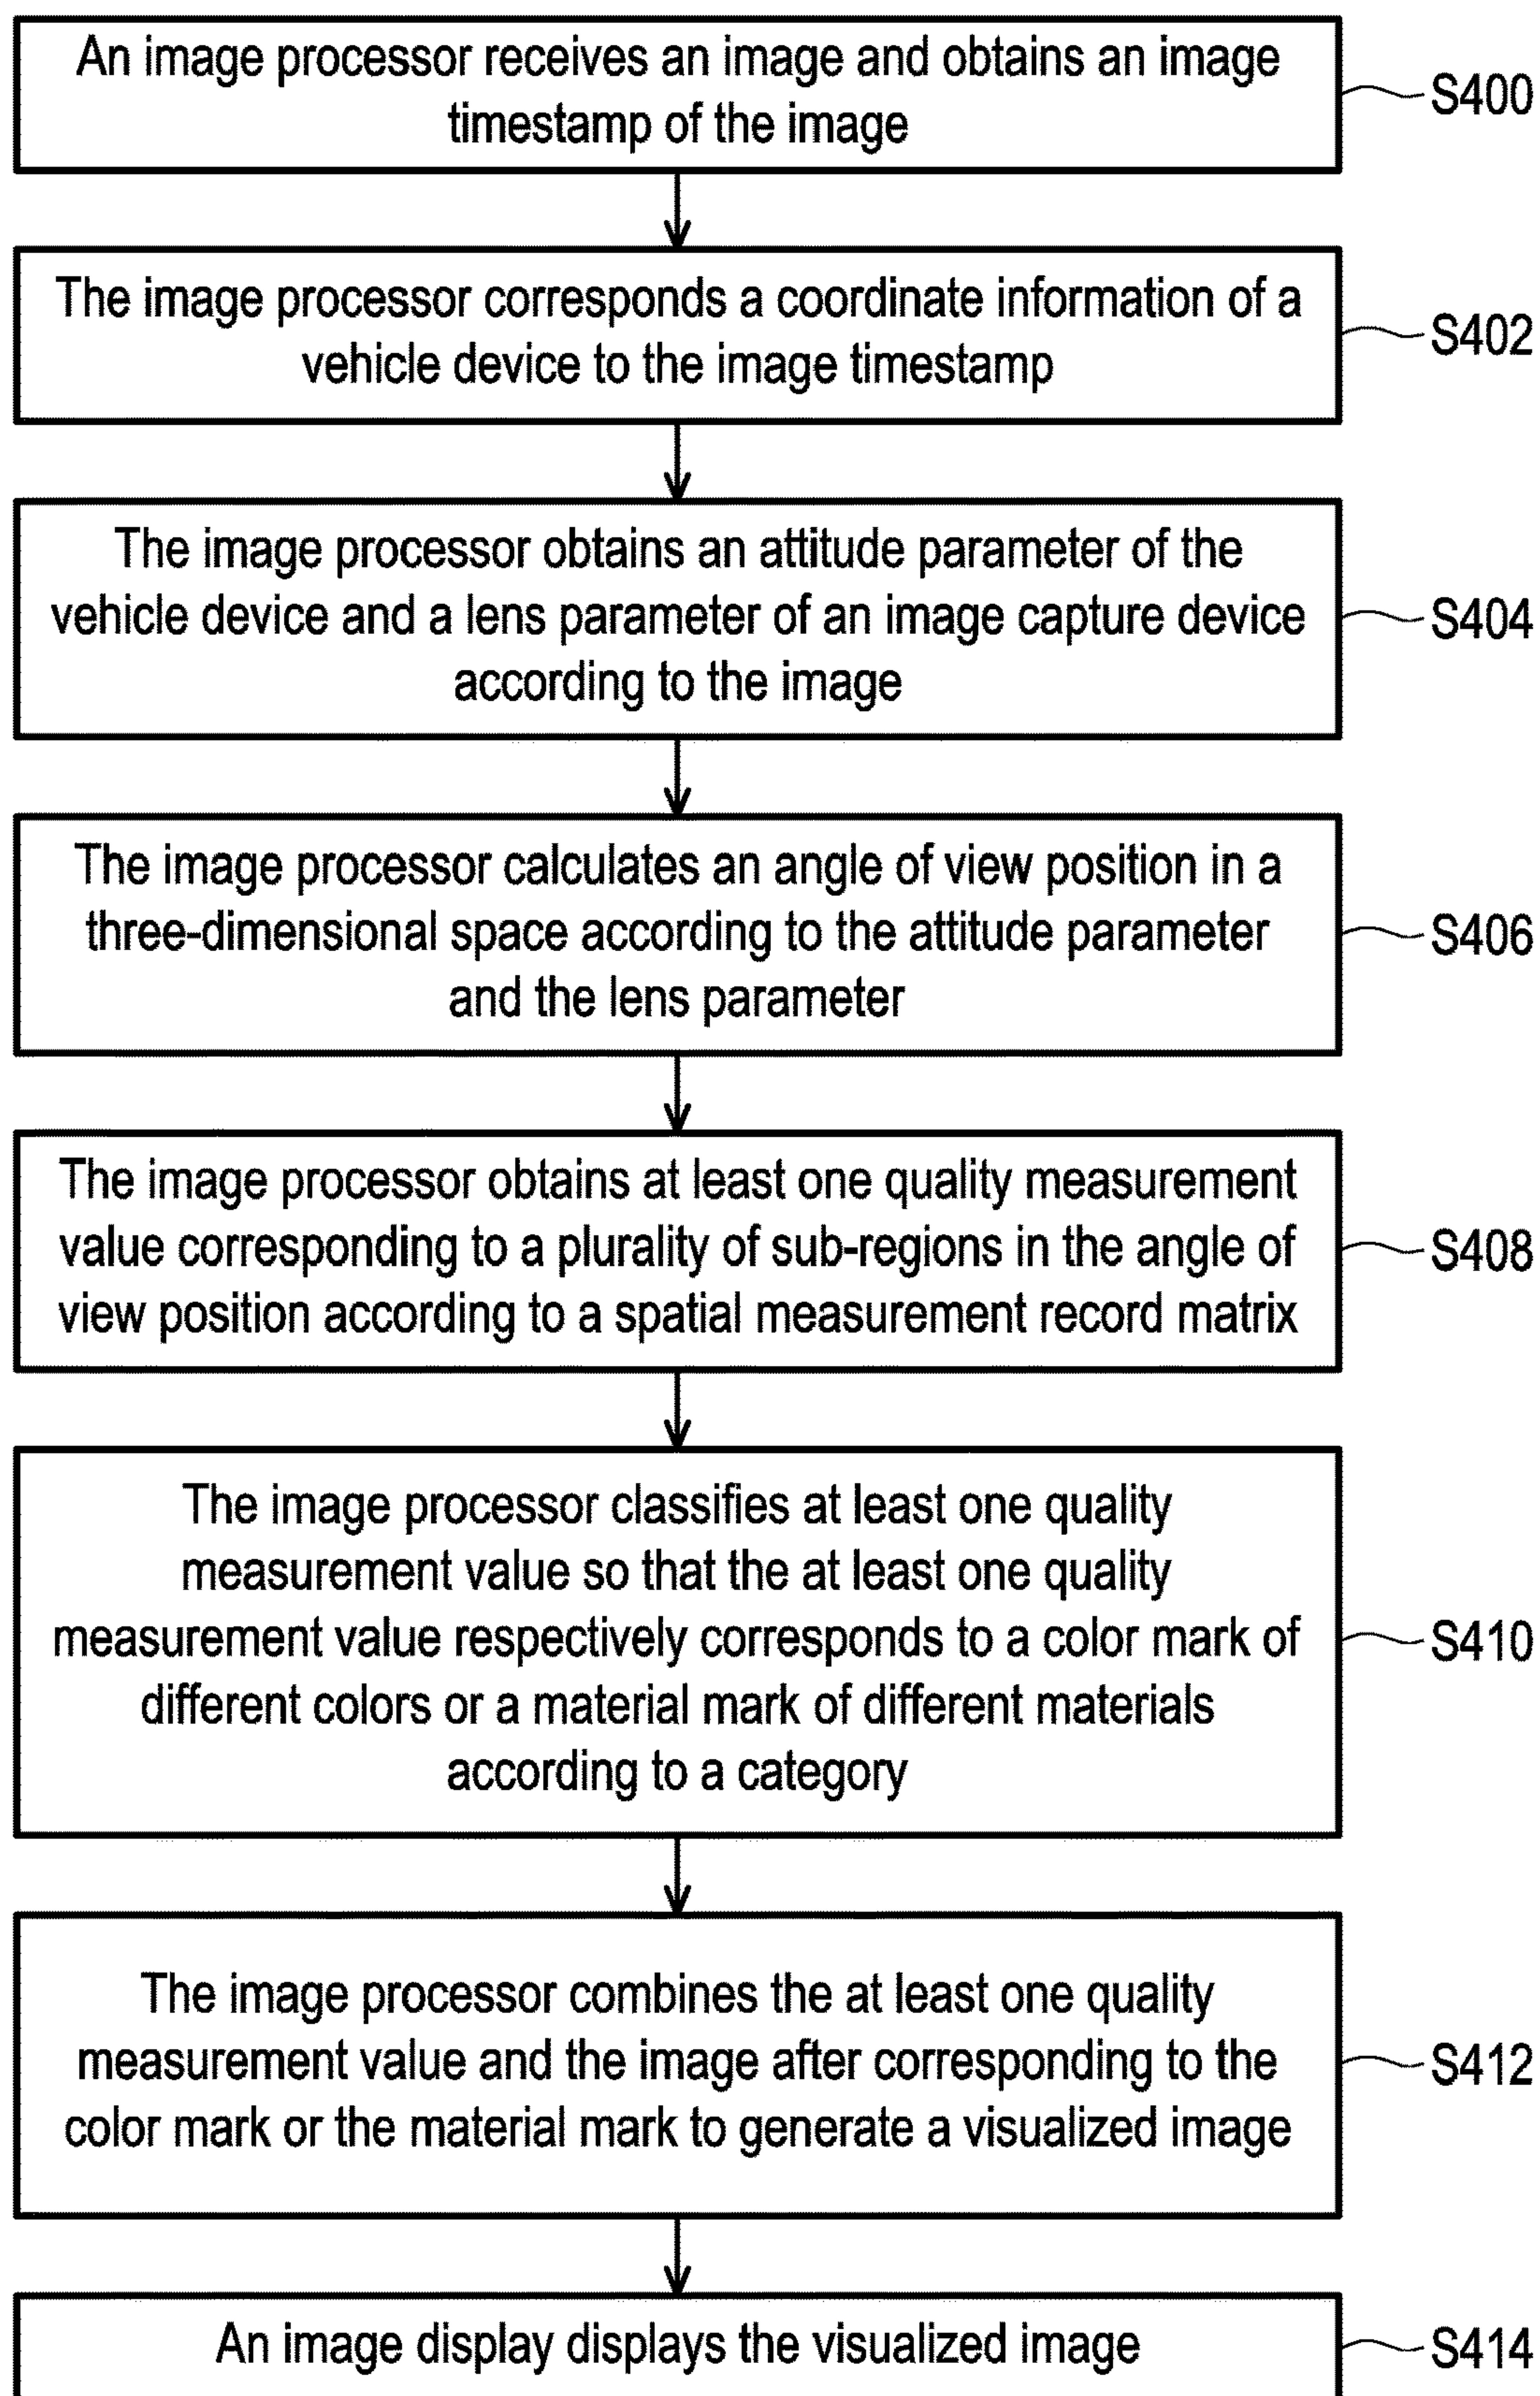 An image processor receives an image and obtains an image
timestamp of the image
S400
The image processor corresponds a coordinate information of a
vehicle device to the image timestamp
S402
The image processor obtains an attitude parameter of the
vehicle device and a lens parameter of an image capture device
according to the image
S404
The image processor calculates an angle of view position in a
three-dimensional space according to the attitude parameter
and the lens parameter
S406
The image processor obtains at least one quality measurement
value corresponding to a plurality of sub-regions in the angle of
view position according to a spatial measurement record matrix
S408
The image processor classifies at least one quality
measurement value so that the at least one quality
measurement value respectively corresponds to a color mark of
different colors or a material mark of different materials
according to a category
S410
The image processor combines the at least one quality
measurement value and the image after corresponding to the
color mark or the material mark to generate a visualized image
S412
An image display displays the visualized image
S414